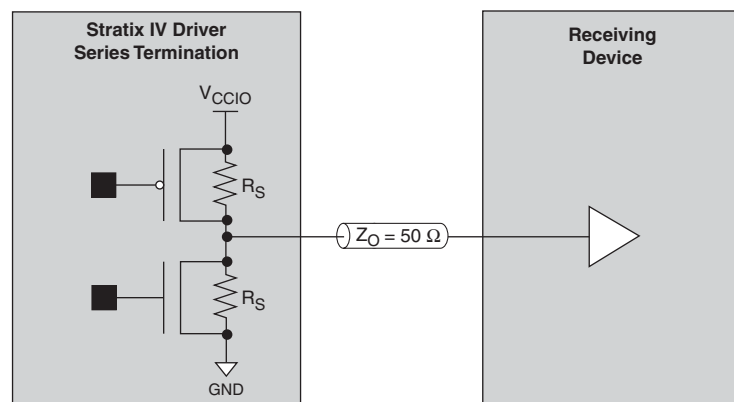 Stratix IV Driver
Series Termination
Receiving
Device
VCCIO
RS
ZO = 50 Ω
RS
GND